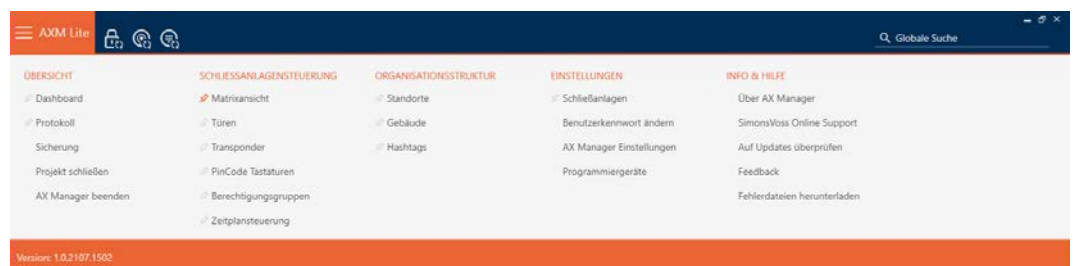 AXM Lite
Globale Suche
ÜBERSICHT
Dashboard
Protokoll
Sicherung
Projekt schließen
AX Manager beenden
SCHLIESSANLAGENSTEUERUNG
Matrixansicht
Türen
Transponder
PinCode Tastaturen
Berechtigungsgruppen
Zeitplansteuerung
ORGANISATIONSSTRUKTUR
Standorte
Gebäude
Hashtags
EINSTELLUNGEN
Schließanlagen
Benutzerkennwort ändern
AX Manager Einstellungen
Programmiergeräte
INFO & HILFE
Über AX Manager
SimonsVoss Online Support
Auf Updates überprüfen
Feedback
Fehlerdateien herunterladen
Version: 1.0.2107.1502